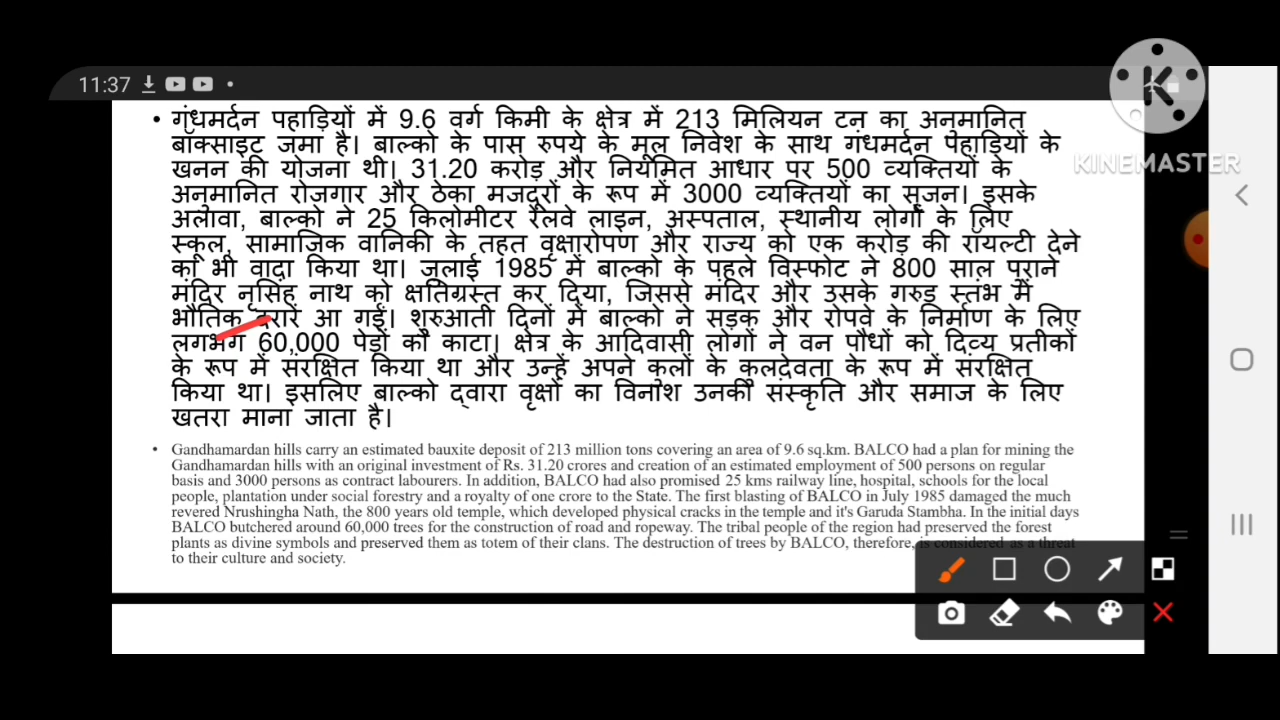 11:37
KINEMASTER
• गंधमर्दन पहाड़ियों में 9.6 वर्ग किमी के क्षेत्र में 213 मिलियन टन का अनुमानित
बॉक्साइट जमा है। बाल्को के पास रुपये के मूल निवेश के साथ गंधमर्दन पहाड़ियों के
खनन की योजना थी। 31.20 करोड़ और नियमित आधार पर 500 व्यक्तियों के
अनुमानित रोजगार और ठेका मजदूरों के रूप में 3000 व्यक्तियों का सृजन। इसके
अलावा, बाल्को ने 25 किलोमीटर रेलवे लाइन, अस्पताल, स्थानीय लोगों के लिए
स्कूल, सामाजिक वानिकी के तहत वृक्षारोपण और राज्य को एक करोड़ की रॉयल्टी देने
का भी वादा किया था। जुलाई 1985 में बाल्को के पहले विस्फोट ने 800 साल पुराने
मंदिर नृसिंह नाथ को क्षतिग्रस्त कर दिया, जिससे मंदिर और उसके गरुड़ स्तंभ में
भौतिक दरारें आ गईं। शुरुआती दिनों में बाल्को ने सड़क और रोपवे के निर्माण के लिए
लगभग 60,000 पेड़ों को काटा। क्षेत्र के आदिवासी लोगों ने वन पौधों को दिव्य प्रतीकों
के रूप में संरक्षित किया था और उन्हें अपने कुलों के कुलदेवता के रूप में संरक्षित
किया था। इसलिए बाल्को द्वारा वृक्षों का विनाश उनकी संस्कृति और समाज के लिए
खतरा माना जाता है।
• Gandhamardan hills carry an estimated bauxite deposit of 213 million tons covering an area of 9.6 sq.km. BALCO had a plan for mining the
Gandhamardan hills with an original investment of Rs. 31.20 crores and creation of an estimated employment of 500 persons on regular
basis and 3000 persons as contract labourers. In addition, BALCO had also promised 25 kms railway line, hospital, schools for the local
people, plantation under social forestry and a royalty of one crore to the State. The first blasting of BALCO in July 1985 damaged the much
revered Nrushingha Nath, the 800 years old temple, which developed physical cracks in the temple and it's Garuda Stambha. In the initial days
BALCO butchered around 60,000 trees for the construction of road and ropeway. The tribal people of the region had preserved the forest
plants as divine symbols and preserved them as totem of their clans. The destruction of trees by BALCO, therefore, is considered as a threat
to their culture and society.